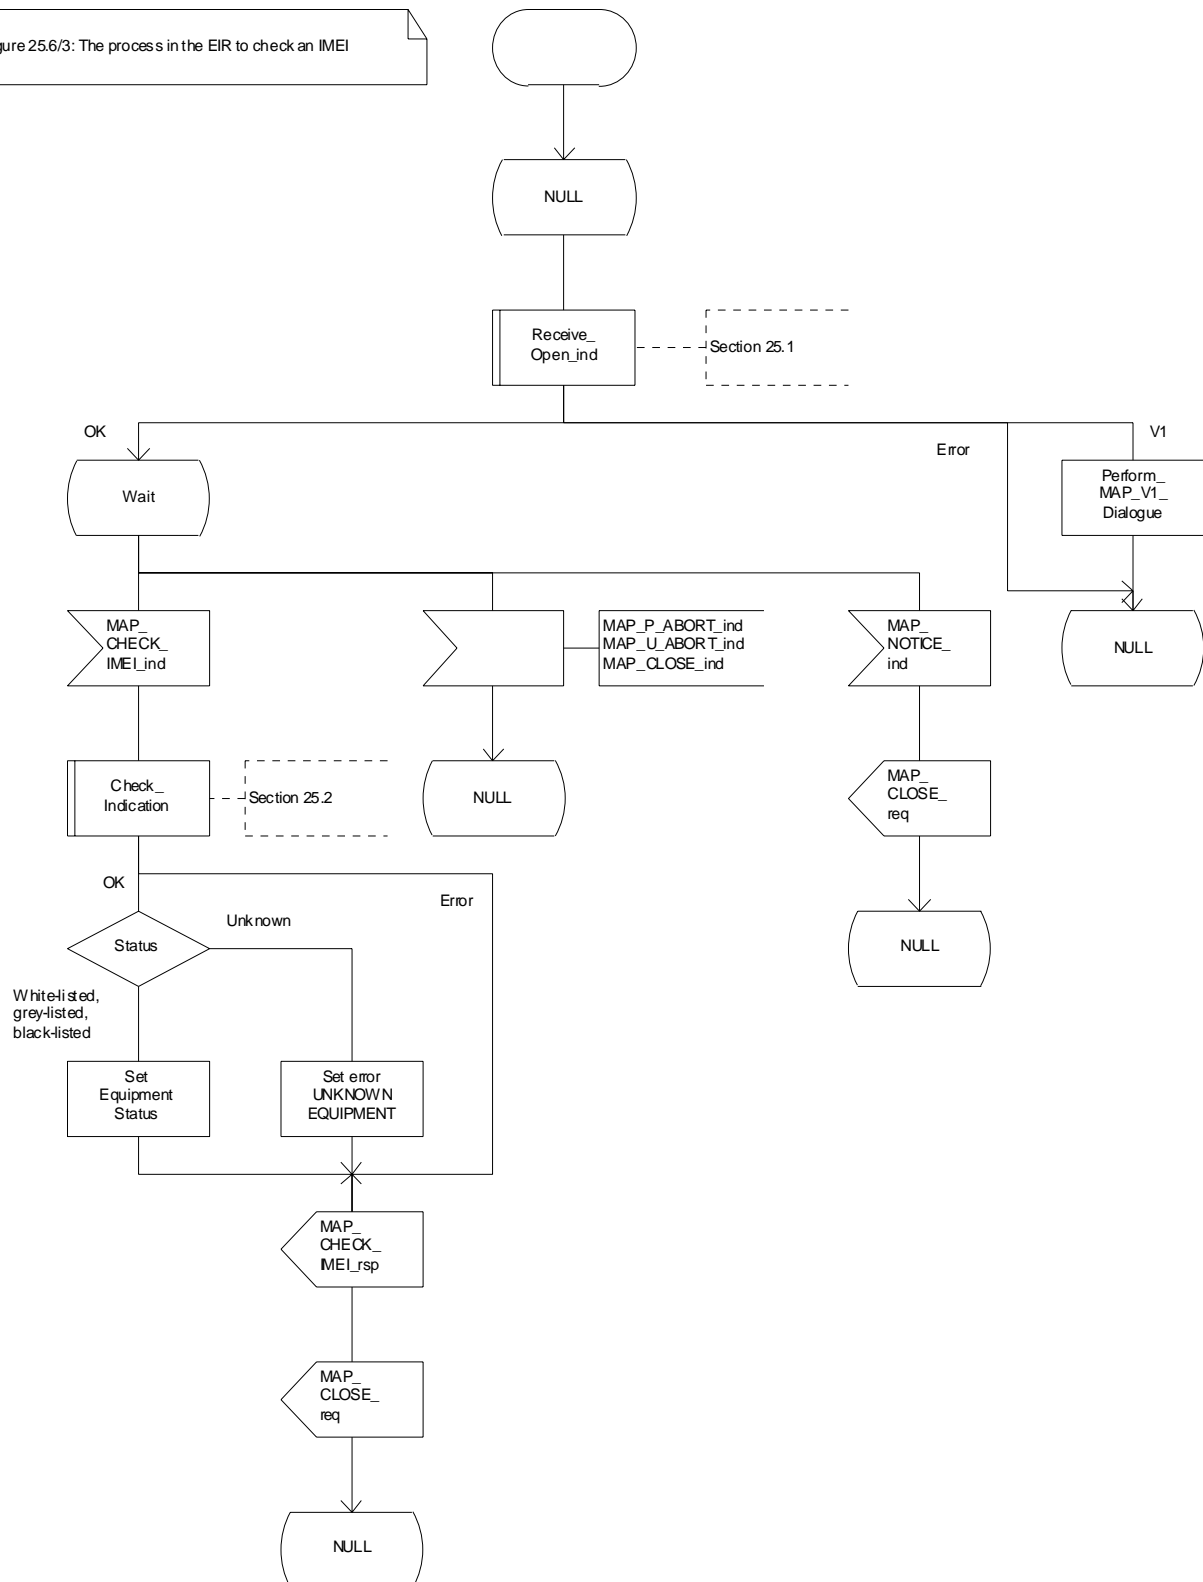 gure 25.6/3: The process in the EIR to check an IMEI
NULL
Receive_
Open_ind
Section 25.1
OK
Error
V1
Wait
Perform_
MAP_V1_
Dialogue
MAP_
CHECK_
IMEI_ind
MAP_P_ABORT_ind
MAP_U_ABORT_ind
MAP_CLOSE_ind
MAP_
NOTICE_
ind
NULL
Check_
Indication
Section 25.2
NULL
MAP_
CLOSE_
req
OK
Error
Unknown
Status
NULL
White-listed,
grey-listed,
black-listed
Set
Equipment
Status
Set error
UNKNOWN
EQUIPMENT
MAP_
CHECK_
IMEI_rsp
MAP_
CLOSE_
req
NULL